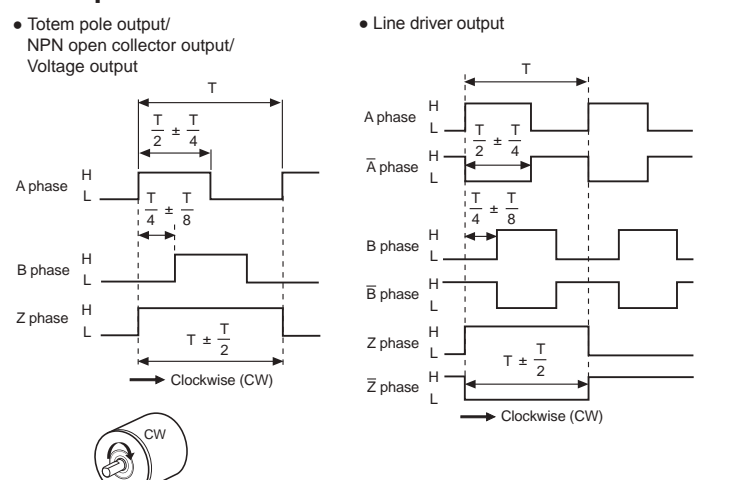 ● Totem pole output/
NPN open collector output/
Voltage output
T
T/2 ± T/4
A phase H L
T/4 ± T/8
B phase H L
Z phase H L
T ± T/2
Clockwise (CW)
CW
● Line driver output
T
A phase H L
T/2 ± T/4
A̅ phase H L
T/4 ± T/8
B phase H L
B̅ phase H L
Z phase H L
T ± T/2
Z̅ phase H L
Clockwise (CW)